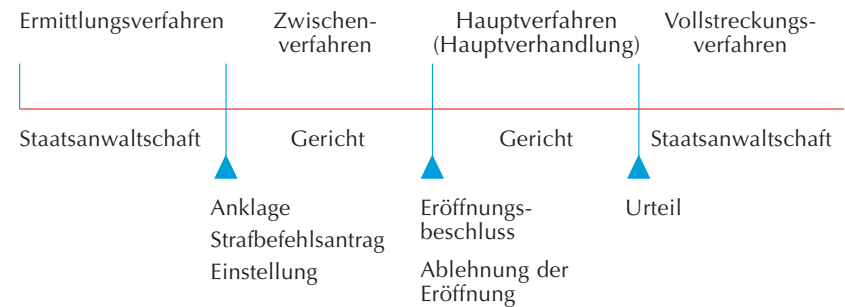 Ermittlungsverfahren
Zwischen-
verfahren
Hauptverfahren
(Hauptverhandlung)
Vollstreckungs-
verfahren
Staatsanwaltschaft
Gericht
Gericht
Staatsanwaltschaft
Anklage
Strafbefehlsantrag
Einstellung
Eröffnungs-
beschluss
Ablehnung der
Eröffnung
Urteil